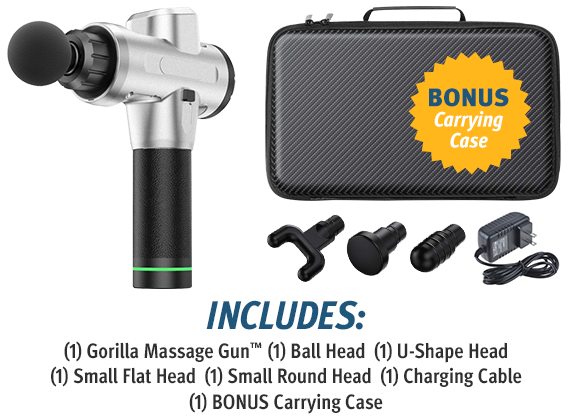 BONUS
Carrying
Case
INCLUDES:
(1) Gorilla Massage Gun™ (1) Ball Head (1) U-Shape Head
(1) Small Flat Head (1) Small Round Head (1) Charging Cable
(1) BONUS Carrying Case